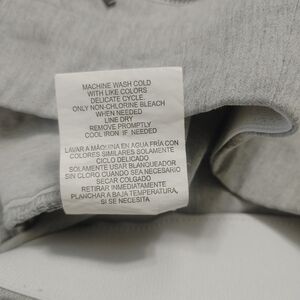 MACHINE WASH COLD
WITH LIKE COLORS
DELICATE CYCLE
ONLY NON-CHLORINE BLEACH
WHEN NEEDED
LINE DRY
REMOVE PROMPTLY
COOL IRON IF NEEDED
LAVAR A MÁQUINA EN AGUA FRÍA CON
COLORES SIMILARES SOLAMENTE
CICLO DELICADO
SOLAMENTE USAR BLANQUEADOR
SIN CLORO CUANDO SEA NECESARIO
SECAR COLGADO
RETIRAR INMEDIATAMENTE
PLANCHAR A BAJA TEMPERATURA,
SI SE NECESITA